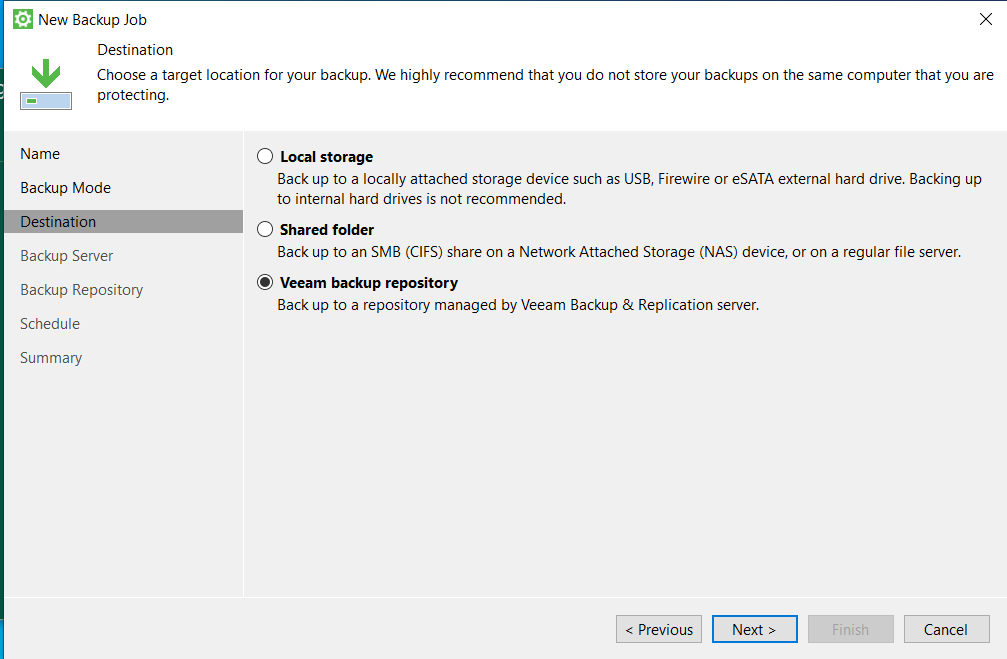 New Backup Job
Destination
Choose a target location for your backup. We highly recommend that you do not store your backups on the same computer that you are
protecting.
Name
Backup Mode
Destination
Backup Server
Backup Repository
Schedule
Summary
Local storage
Back up to a locally attached storage device such as USB, Firewire or eSATA external hard drive. Backing up
to internal hard drives is not recommended.
Shared folder
Back up to an SMB (CIFS) share on a Network Attached Storage (NAS) device, or on a regular file server.
Veeam backup repository
Back up to a repository managed by Veeam Backup & Replication server.
< Previous
Next >
Finish
Cancel